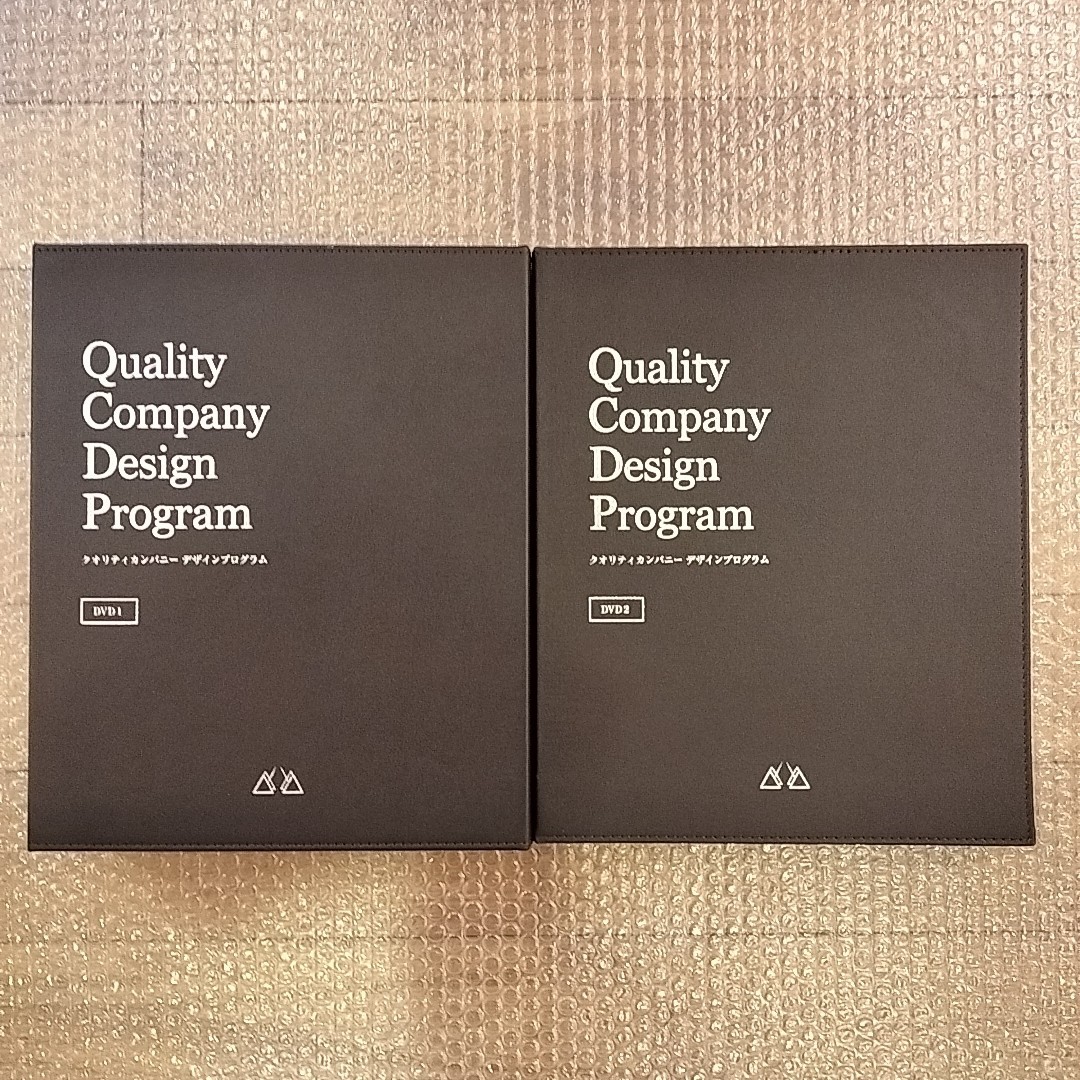 Quality
Company
Design
Program
クオリティカンパニー デザインプログラム
DVD 1
Quality
Company
Design
Program
クオリティカンパニー デザインプログラム
DVD 2